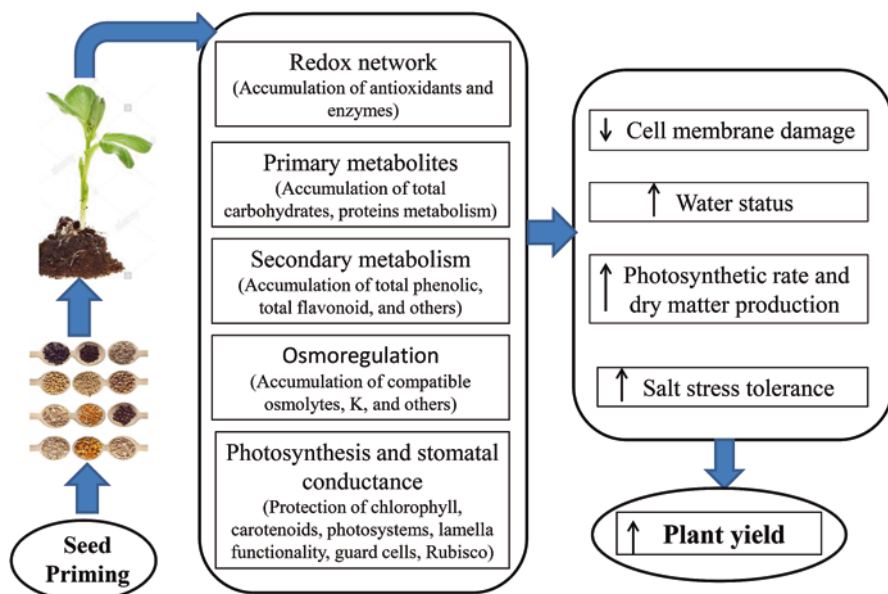 Redox network
(Accumulation of antioxidants and
enzymes)
Primary metabolites
(Accumulation of total
carbohydrates, proteins metabolism)
Secondary metabolism
(Accumulation of total phenolic,
total flavonoid, and others)
Osmoregulation
(Accumulation of compatible
osmolytes, K, and others)
Photosynthesis and stomatal
conductance
(Protection of chlorophyll,
carotenoids, photosystems, lamella
functionality, guard cells, Rubisco)
Seed
Priming
↓ Cell membrane damage
↑ Water status
↑ Photosynthetic rate and
dry matter production
↑ Salt stress tolerance
↑ Plant yield